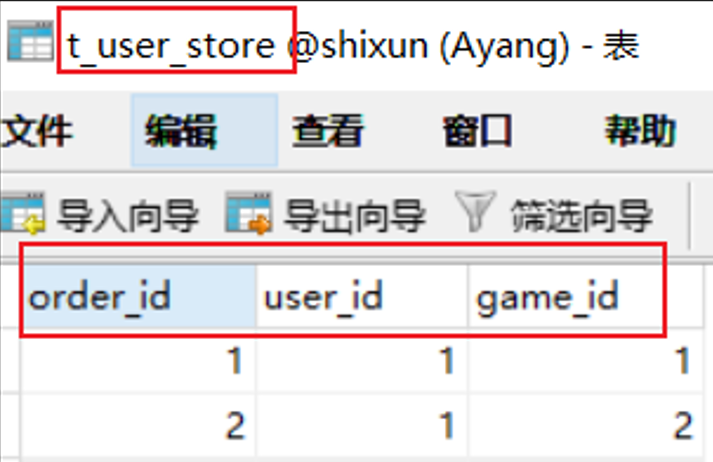 t_user_store @shixun (Ayang) - 表
文件 编辑 查看 窗口 帮助
导入向导 导出向导 筛选向导
order_id user_id game_id
1 1 1
2 1 2